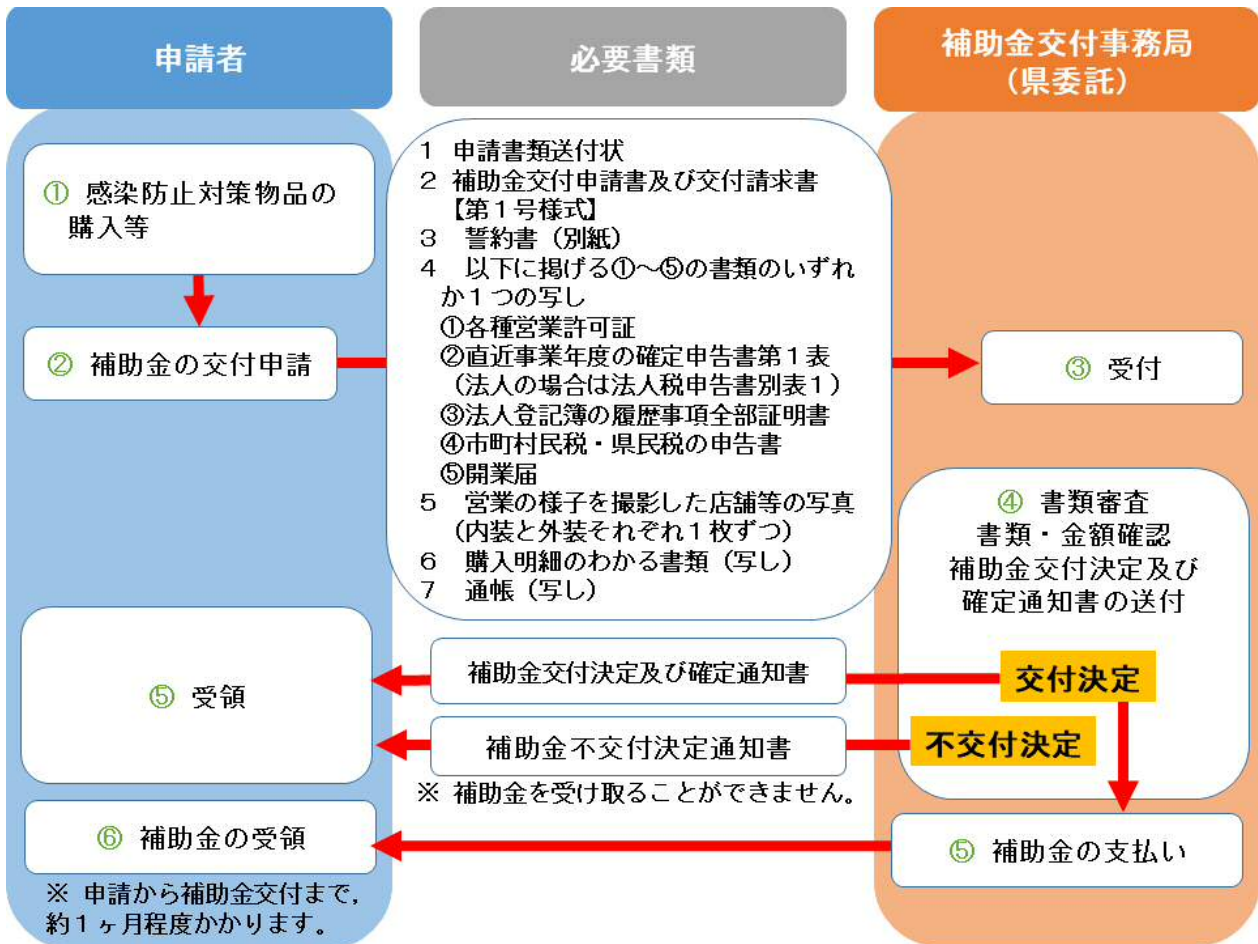 申請者
必要書類
補助金交付事務局
（県委託）
① 感染防止対策物品の
購入等
② 補助金の交付申請
1 申請書類送付状
2 補助金交付申請書及び交付請求書
【第１号様式】
3 誓約書（別紙）
4 以下に掲げる①～⑤の書類のいずれ
か１つの写し
①各種営業許可証
②直近事業年度の確定申告書第１表
（法人の場合は法人税申告書別表１）
③法人登記簿の履歴事項全部証明書
④市町村民税・県民税の申告書
⑤開業届
5 営業の様子を撮影した店舗等の写真
（内装と外装それぞれ１枚ずつ）
6 購入明細のわかる書類（写し）
7 通帳（写し）
③ 受付
④ 書類審査
書類・金額確認
補助金交付決定及び
確定通知書の送付
交付決定
不交付決定
補助金交付決定及び確定通知書
補助金不交付決定通知書
※ 補助金を受け取ることができません。
⑤ 受領
⑤ 補助金の支払い
⑥ 補助金の受領
※ 申請から補助金交付まで，
約１ヶ月程度かかります。